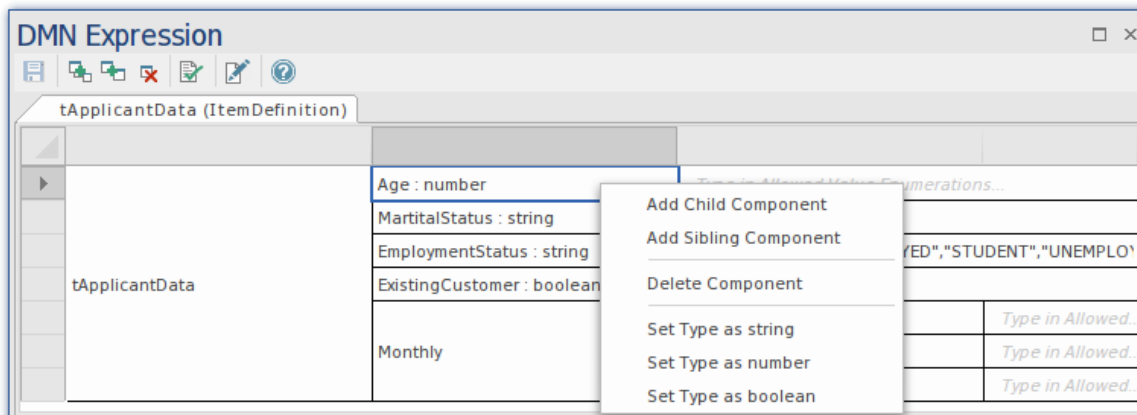 DMN Expression
tApplicantData (ItemDefinition)
Age : number
MartitalStatus : string
EmploymentStatus : string
YED","STUDENT","UNEMPLOY
tApplicantData
ExistingCustomer : boolean
Monthly
Type in Allowed..
Type in Allowed..
Type in Allowed..
Type in Allowed Value Enumerations...
Add Child Component
Add Sibling Component
Delete Component
Set Type as string
Set Type as number
Set Type as boolean